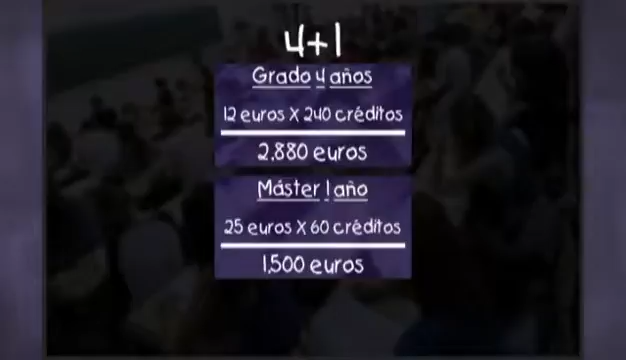 4+1
Grado 4 años
12 euros X 240 créditos
2.880 euros
Máster 1 año
25 euros X 60 créditos
1.500 euros